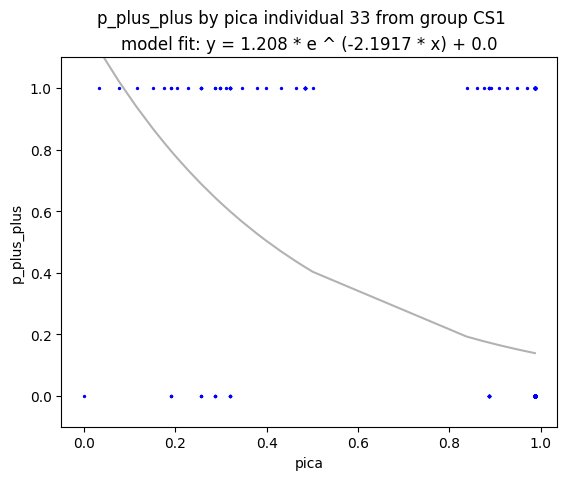 p_plus_plus by pica individual 33 from group CS1
model fit: y = 1.208 * e ^ (-2.1917 * x) + 0.0
p_plus_plus
1.0
0.8
0.6
0.4
0.2
0.0
0.0 0.2 0.4 0.6 0.8 1.0
pica